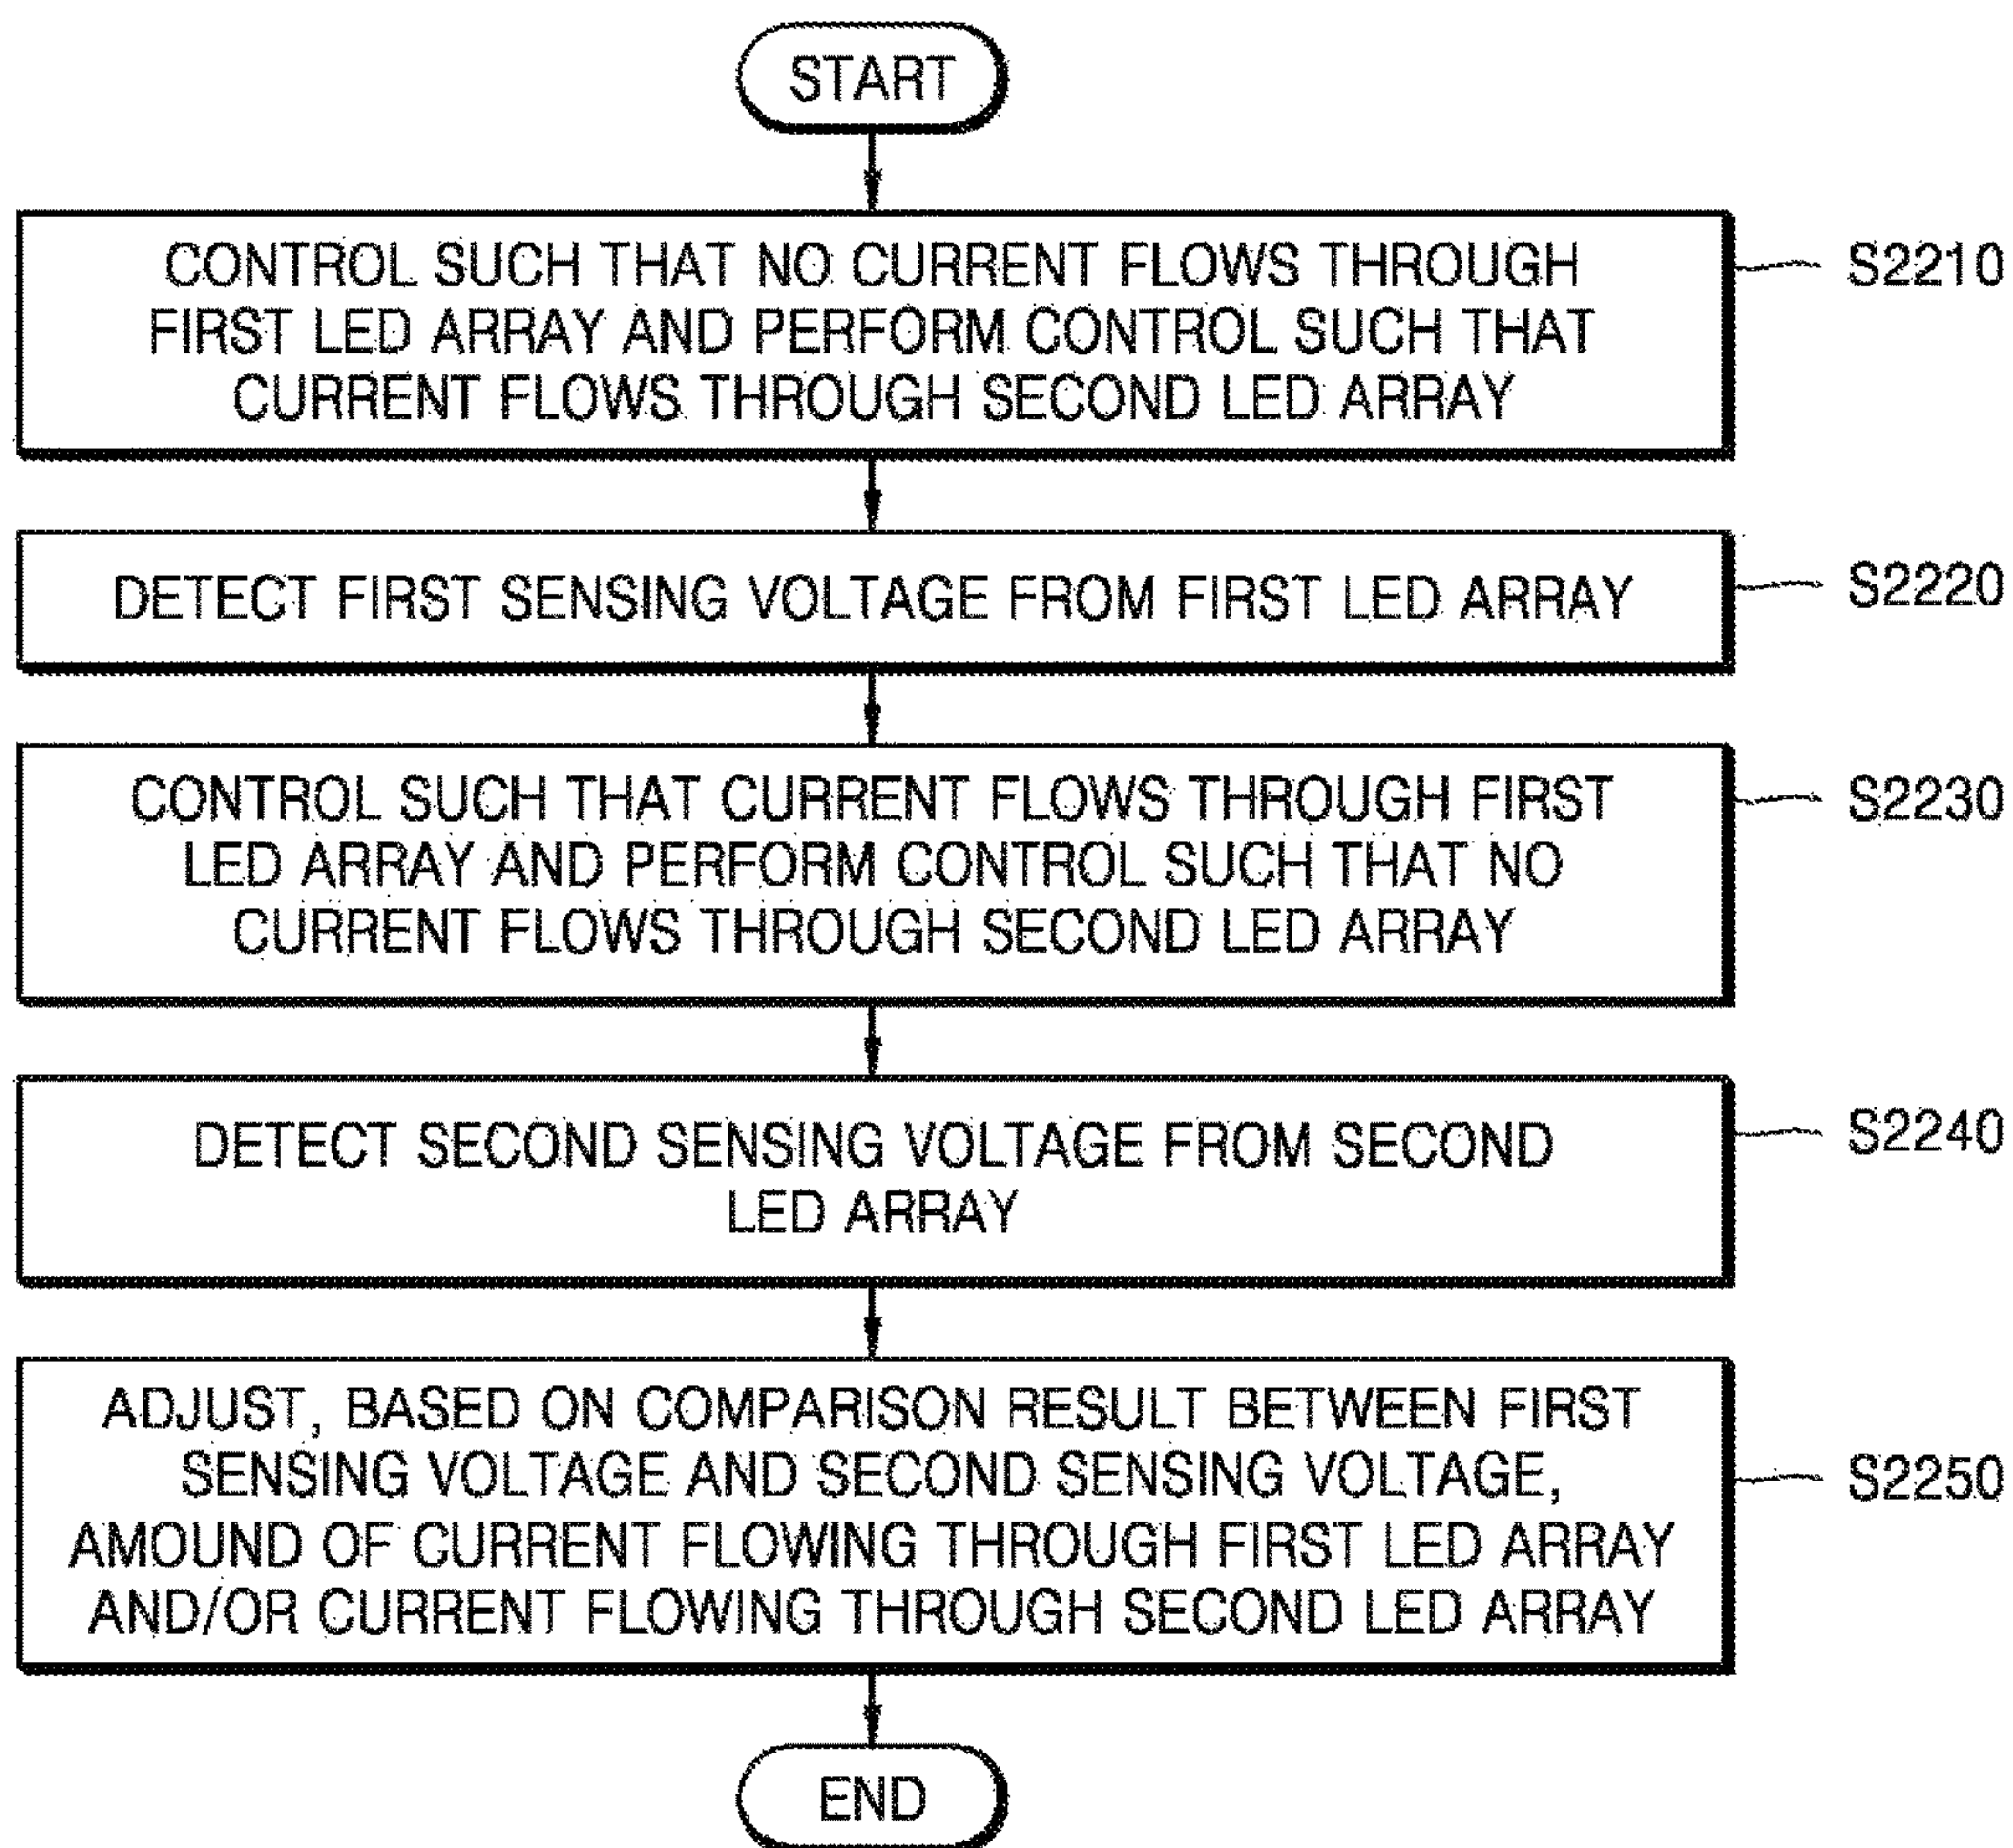 START
CONTROL SUCH THAT NO CURRENT FLOWS THROUGH
FIRST LED ARRAY AND PERFORM CONTROL SUCH THAT
CURRENT FLOWS THROUGH SECOND LED ARRAY
S2210
DETECT FIRST SENSING VOLTAGE FROM FIRST LED ARRAY
S2220
CONTROL SUCH THAT CURRENT FLOWS THROUGH FIRST
LED ARRAY AND PERFORM CONTROL SUCH THAT NO
CURRENT FLOWS THROUGH SECOND LED ARRAY
S2230
DETECT SECOND SENSING VOLTAGE FROM SECOND
LED ARRAY
S2240
ADJUST, BASED ON COMPARISON RESULT BETWEEN FIRST
SENSING VOLTAGE AND SECOND SENSING VOLTAGE,
AMOUND OF CURRENT FLOWING THROUGH FIRST LED ARRAY
AND/OR CURRENT FLOWING THROUGH SECOND LED ARRAY
S2250
END